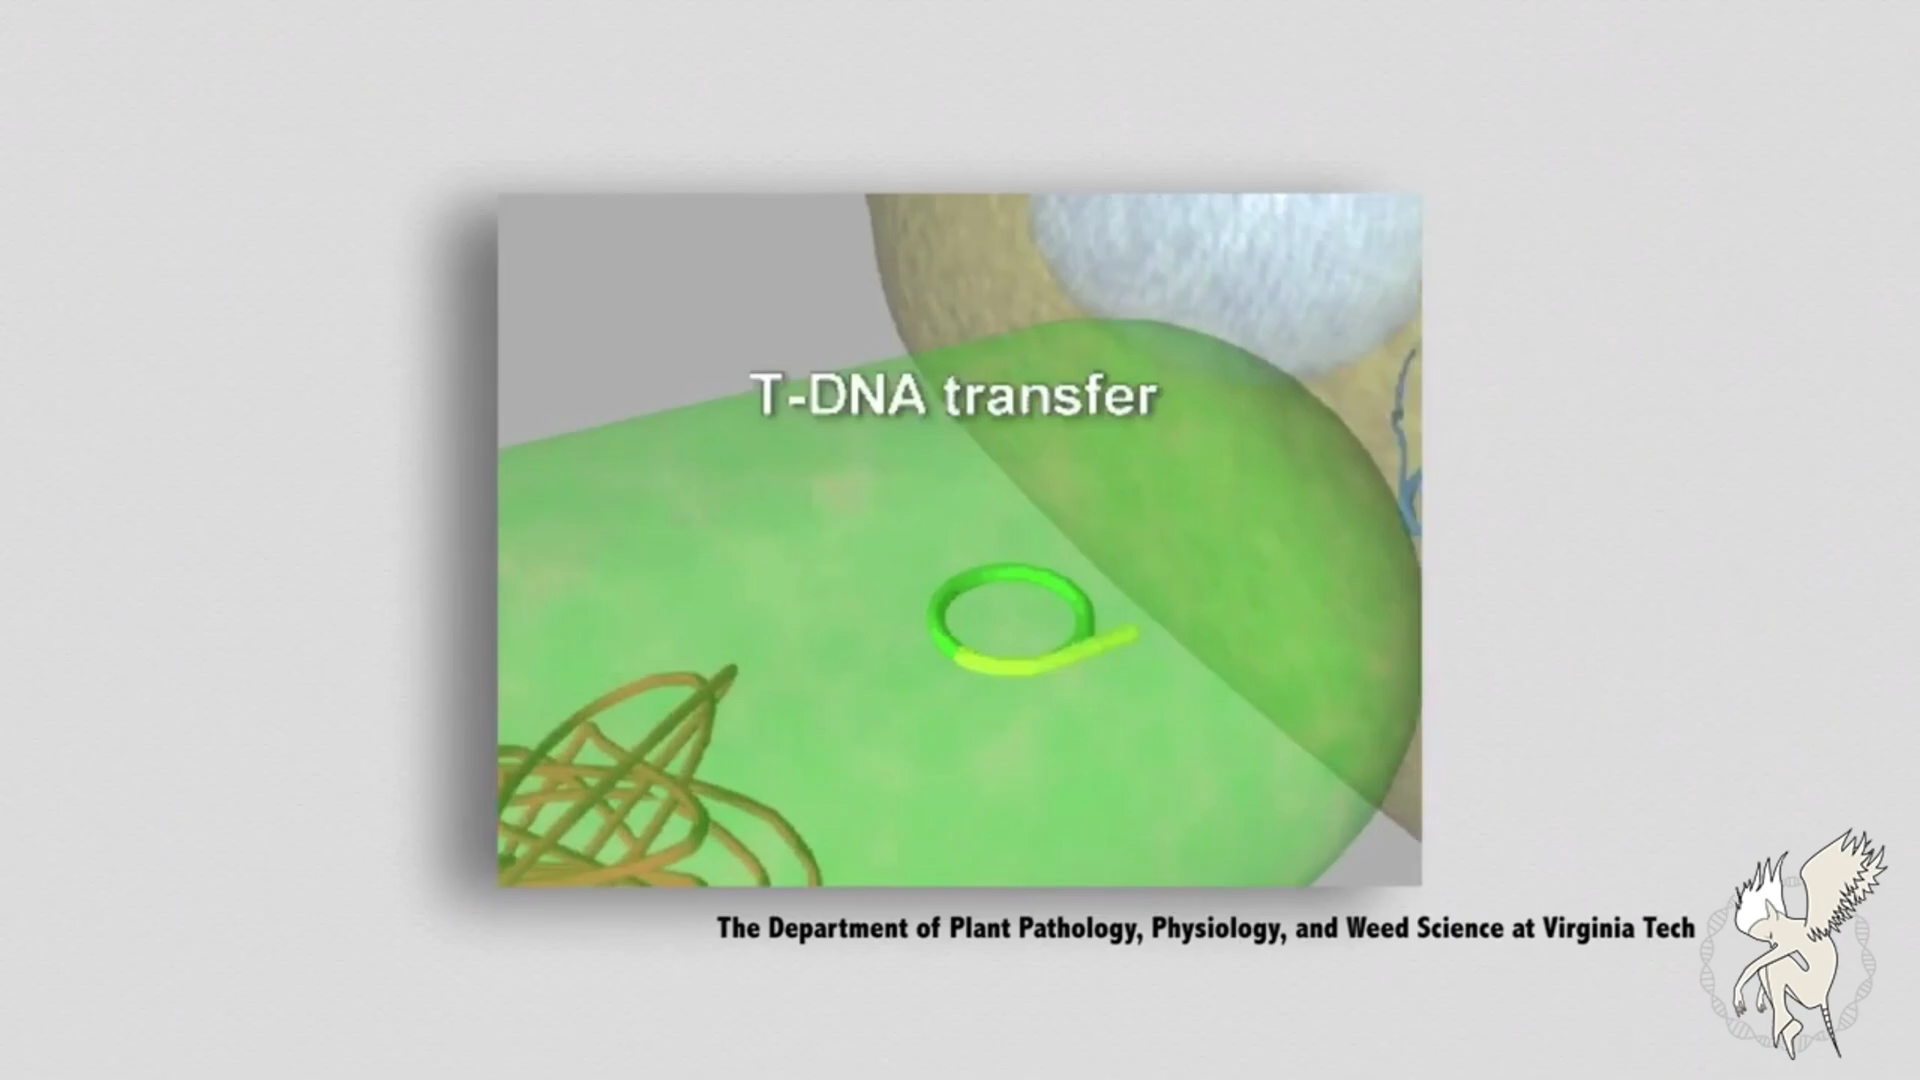 T-DNA transfer
The Department of Plant Pathology, Physiology, and Weed Science at Virginia Tech